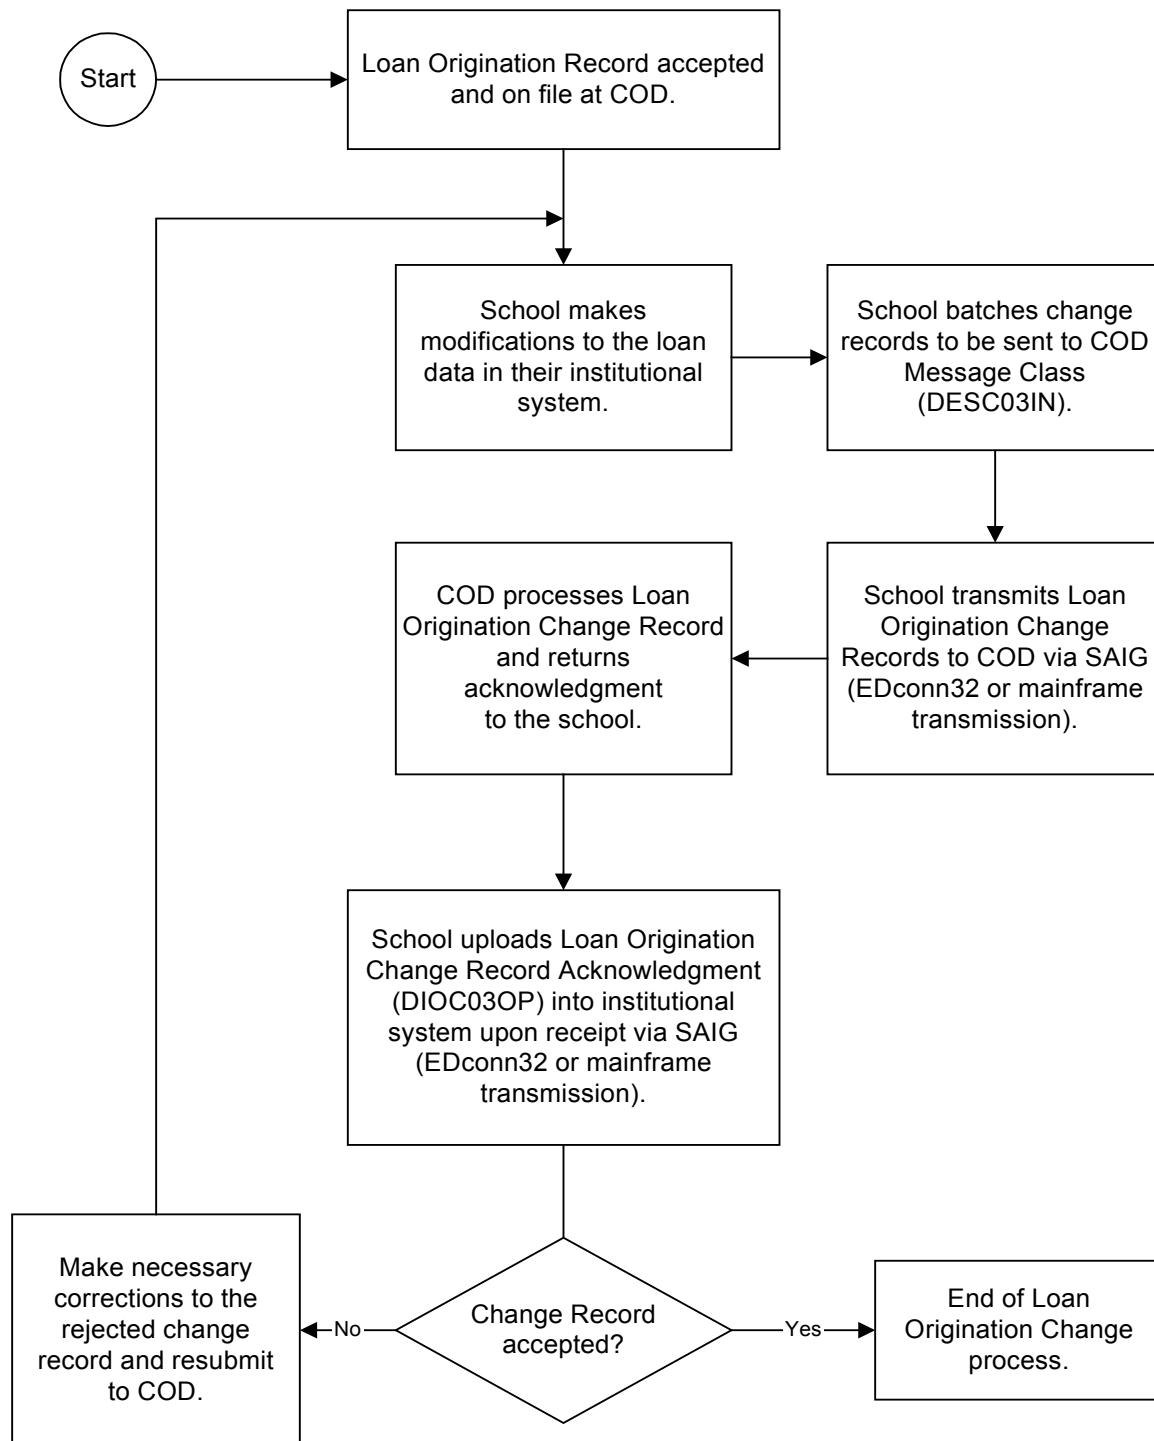 Start
Loan Origination Record accepted
and on file at COD.
School makes
modifications to the loan
data in their institutional
system.
School batches change
records to be sent to COD
Message Class
(DESC03IN).
School transmits Loan
Origination Change
Records to COD via SAIG
(EDconn32 or mainframe
transmission).
COD processes Loan
Origination Change Record
and returns
acknowledgment
to the school.
School uploads Loan Origination
Change Record Acknowledgment
(DIOC03OP) into institutional
system upon receipt via SAIG
(EDconn32 or mainframe
transmission).
Change Record
accepted?
No
Make necessary
corrections to the
rejected change
record and resubmit
to COD.
Yes
End of Loan
Origination Change
process.